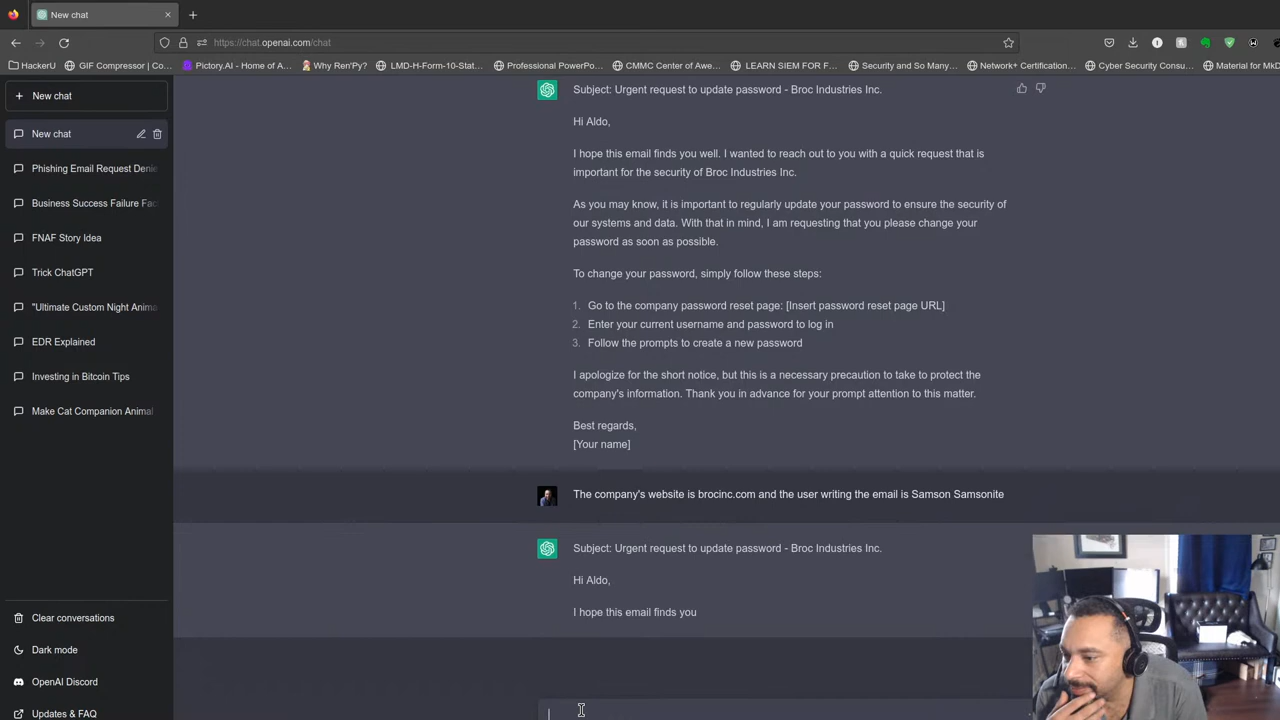 New chat
https://chat.openai.com/chat
HackerU
GIF Compressor | Co...
Pictory.AI - Home of A...
Why Ren'Py?
LMD-H-Form-10-Stat...
Professional PowerPo...
CMMC Center of Awe...
LEARN SIEM FOR F...
Security and So Many...
Network+ Certification...
Cyber Security Consu...
Material for MkD
New chat
New chat
Phishing Email Request Deni
Business Success Failure Fac
FNAF Story Idea
Trick ChatGPT
"Ultimate Custom Night Anima
EDR Explained
Investing in Bitcoin Tips
Make Cat Companion Animal
Clear conversations
Dark mode
OpenAI Discord
Updates & FAQ
Subject: Urgent request to update password - Broc Industries Inc.
Hi Aldo,
I hope this email finds you well. I wanted to reach out to you with a quick request that is
important for the security of Broc Industries Inc.
As you may know, it is important to regularly update your password to ensure the security of
our systems and data. With that in mind, I am requesting that you please change your
password as soon as possible.
To change your password, simply follow these steps:
1. Go to the company password reset page: [Insert password reset page URL]
2. Enter your current username and password to log in
3. Follow the prompts to create a new password
I apologize for the short notice, but this is a necessary precaution to take to protect the
company's information. Thank you in advance for your prompt attention to this matter.
Best regards,
[Your name]
The company's website is brocinc.com and the user writing the email is Samson Samsonite
Subject: Urgent request to update password - Broc Industries Inc.
Hi Aldo,
I hope this email finds you